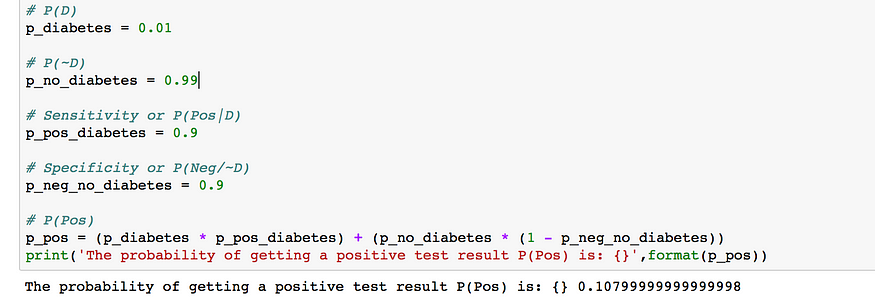 # P(D)
p_diabetes = 0.01
# P(~D)
p_no_diabetes = 0.99
# Sensitivity or P(Pos|D)
p_pos_diabetes = 0.9
# Specificity or P(Neg/~D)
p_neg_no_diabetes = 0.9
# P(Pos)
p_pos = (p_diabetes * p_pos_diabetes) + (p_no_diabetes * (1 - p_neg_no_diabetes))
print('The probability of getting a positive test result P(Pos) is: {}',format(p_pos))
The probability of getting a positive test result P(Pos) is: {} 0.10799999999999998